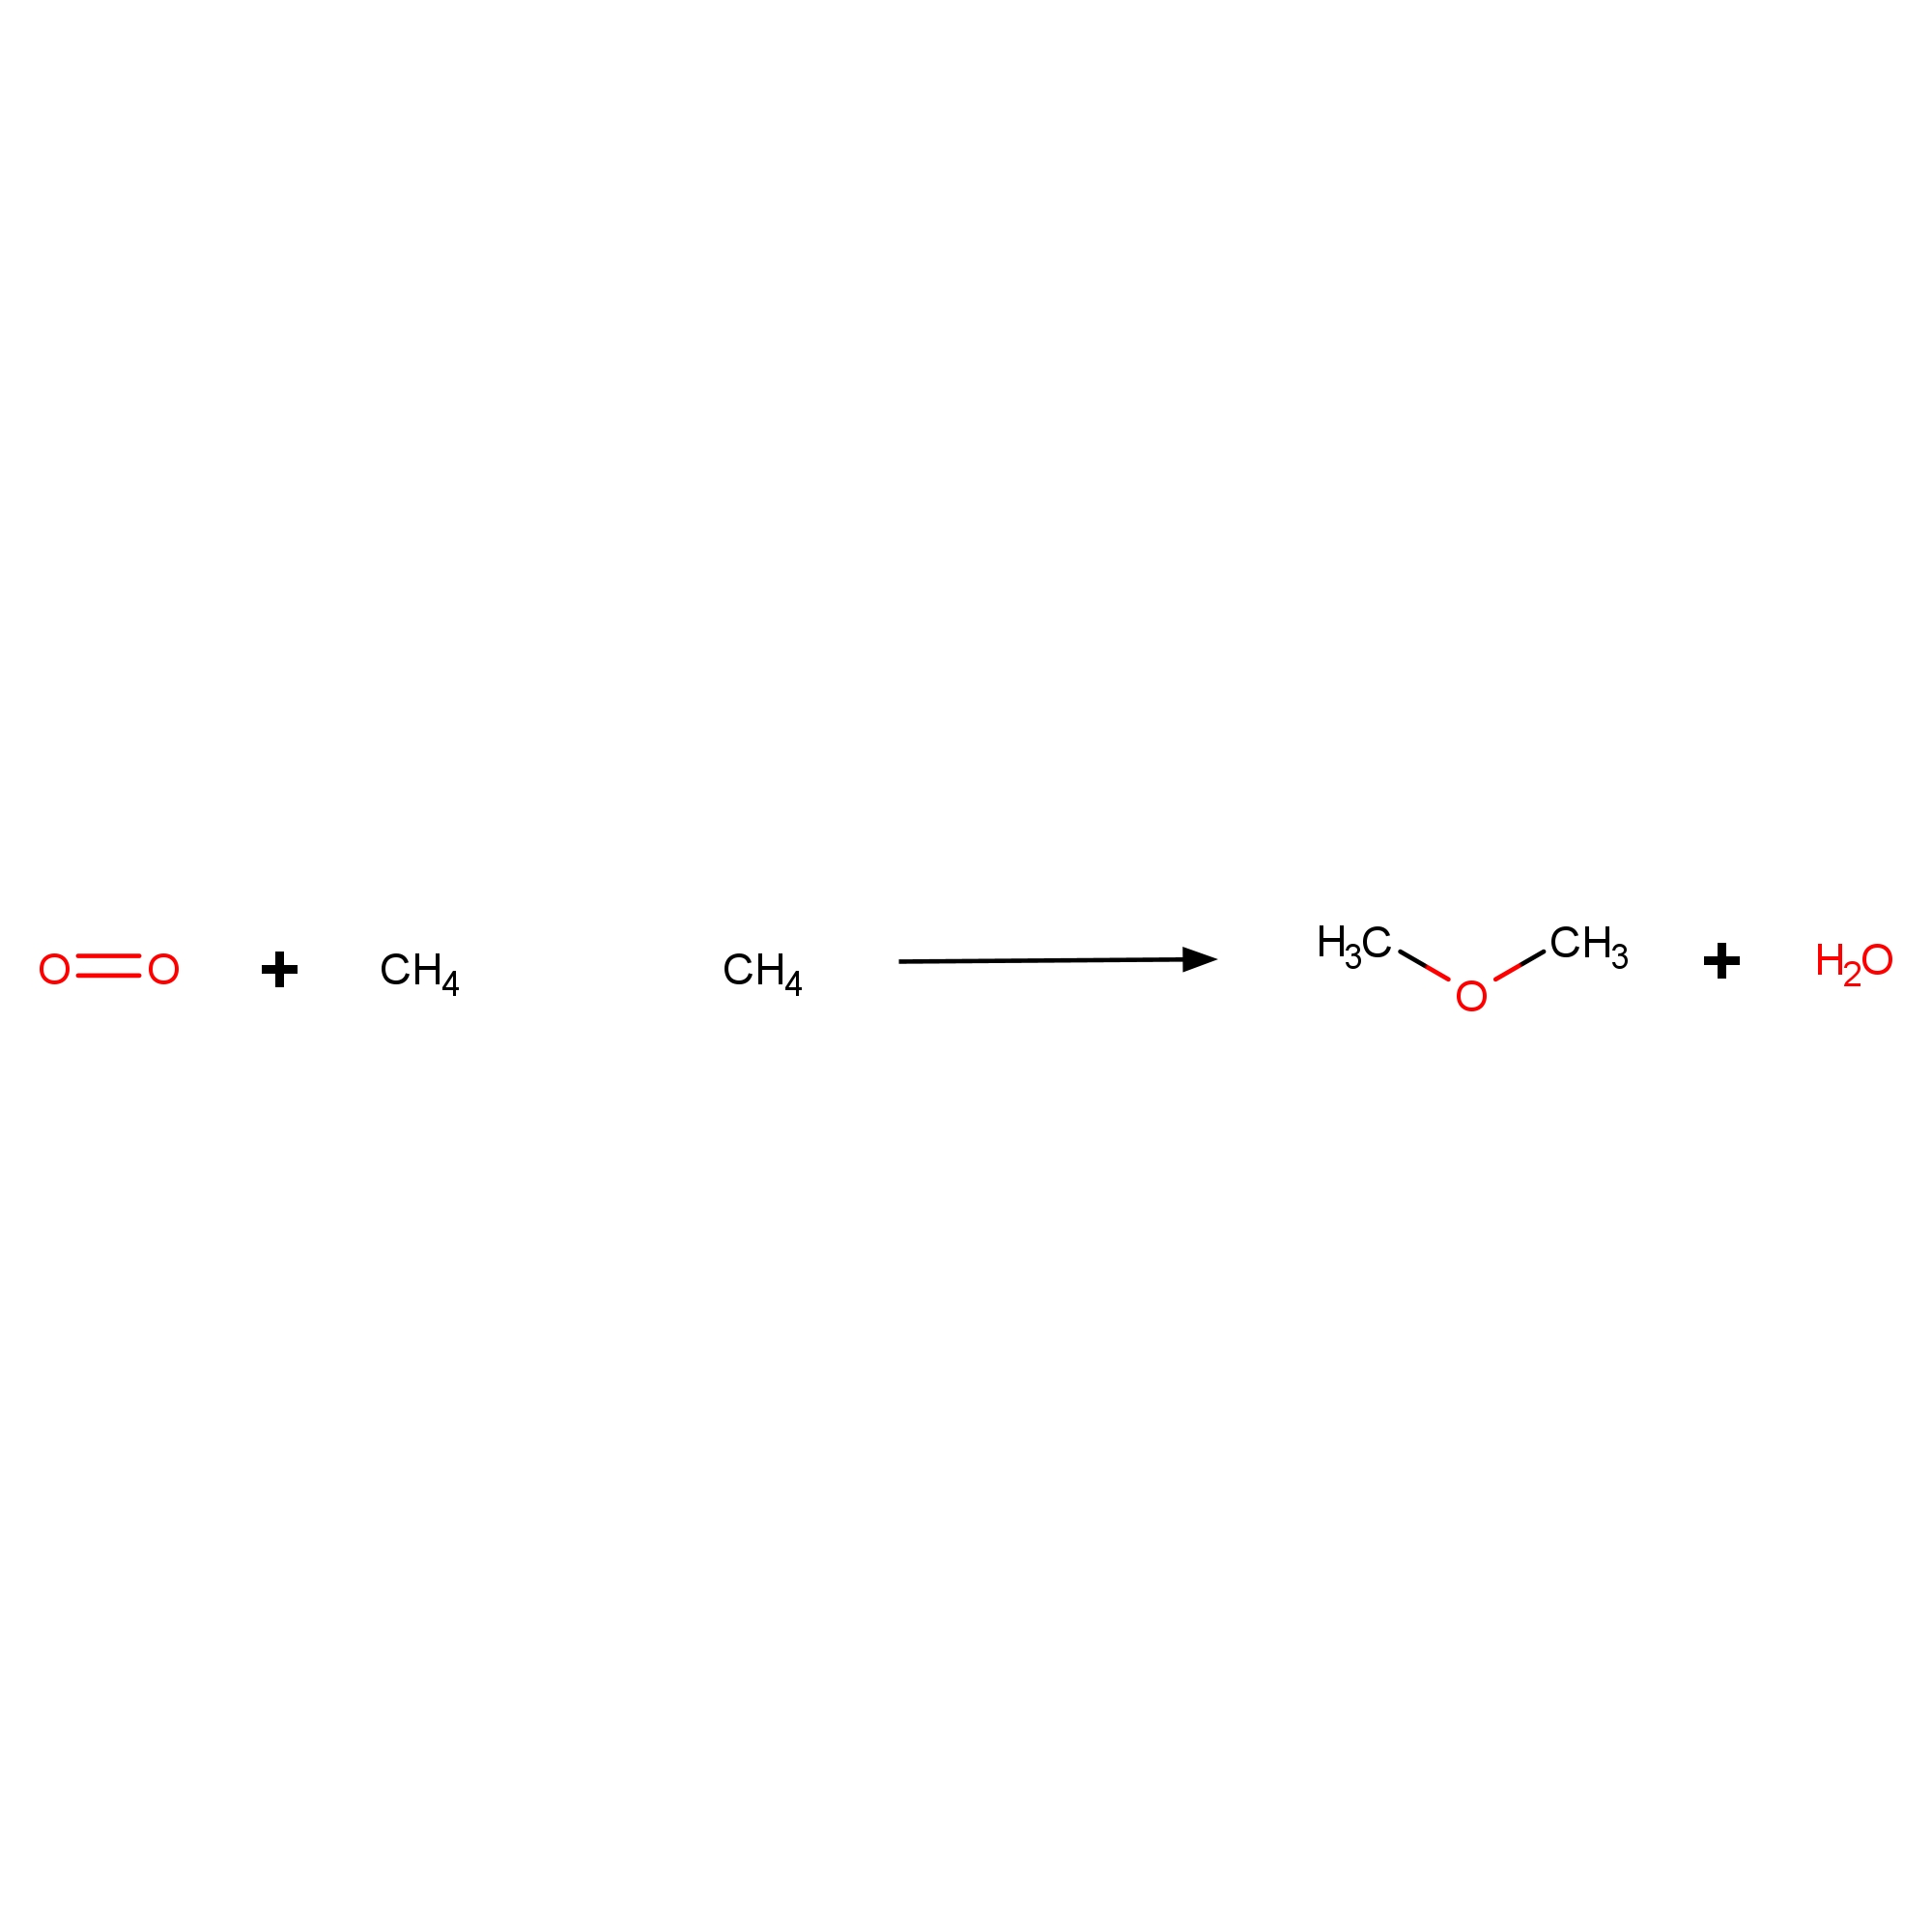 O=O + CH4 CH4 → H3C-O-CH3 + H2O